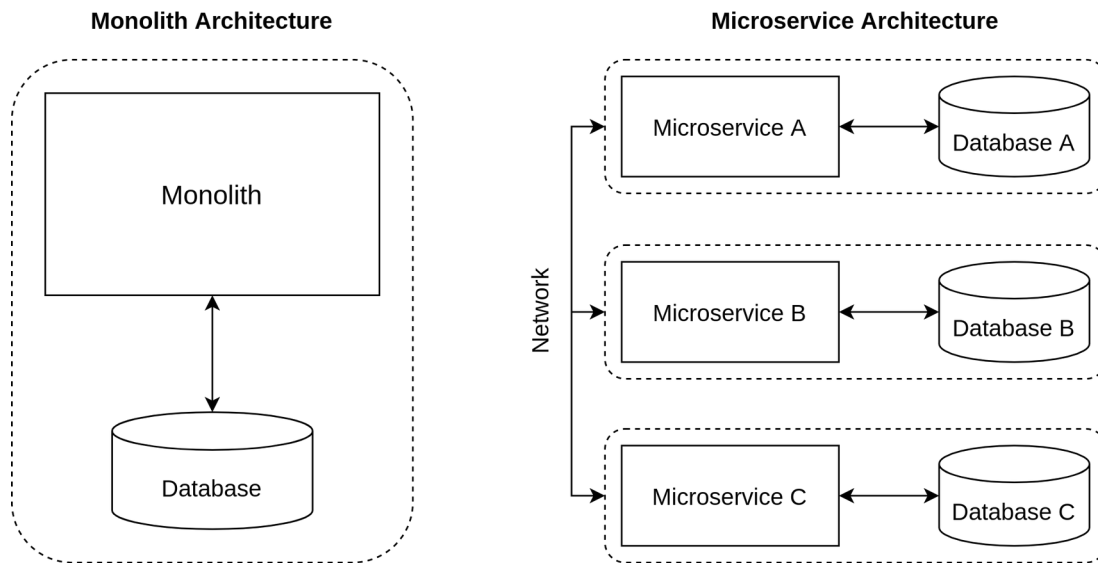 Monolith Architecture
Monolith
Database
Microservice Architecture
Network
Microservice A
Database A
Microservice B
Database B
Microservice C
Database C